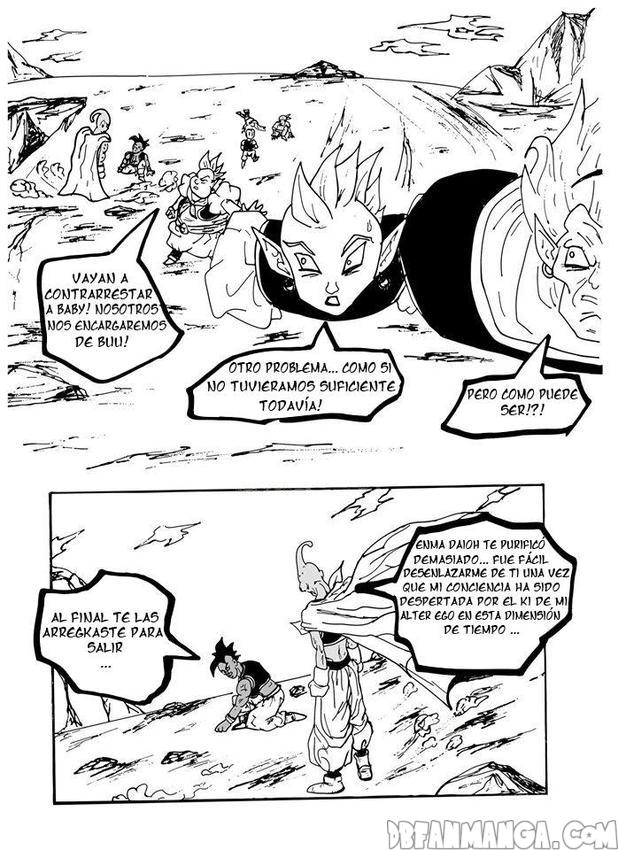 VAYAN A
CONTRARRESTAR
A BABY! NOSOTROS
NOS ENCARGAREMOS
DE BUU!
OTRO PROBLEMA... COMO SI
NO TUVIERAMOS SUFICIENTE
TODAVÍA!
PERO COMO PUEDE
SER!?!
AL FINAL TE LAS
ARREGKASTE PARA
SALIR
...
ENMA DAIOH TE PURIFICÓ
DEMASIADO... FUE FÁCIL
DESENLAZARME DE TI UNA VEZ
QUE MI CONCIENCIA HA SIDO
DESPERTADA POR EL KI DE MI
ALTER EGO EN ESTA DIMENSIÓN
DE TIEMPO ...
DBFANMANGA.COM